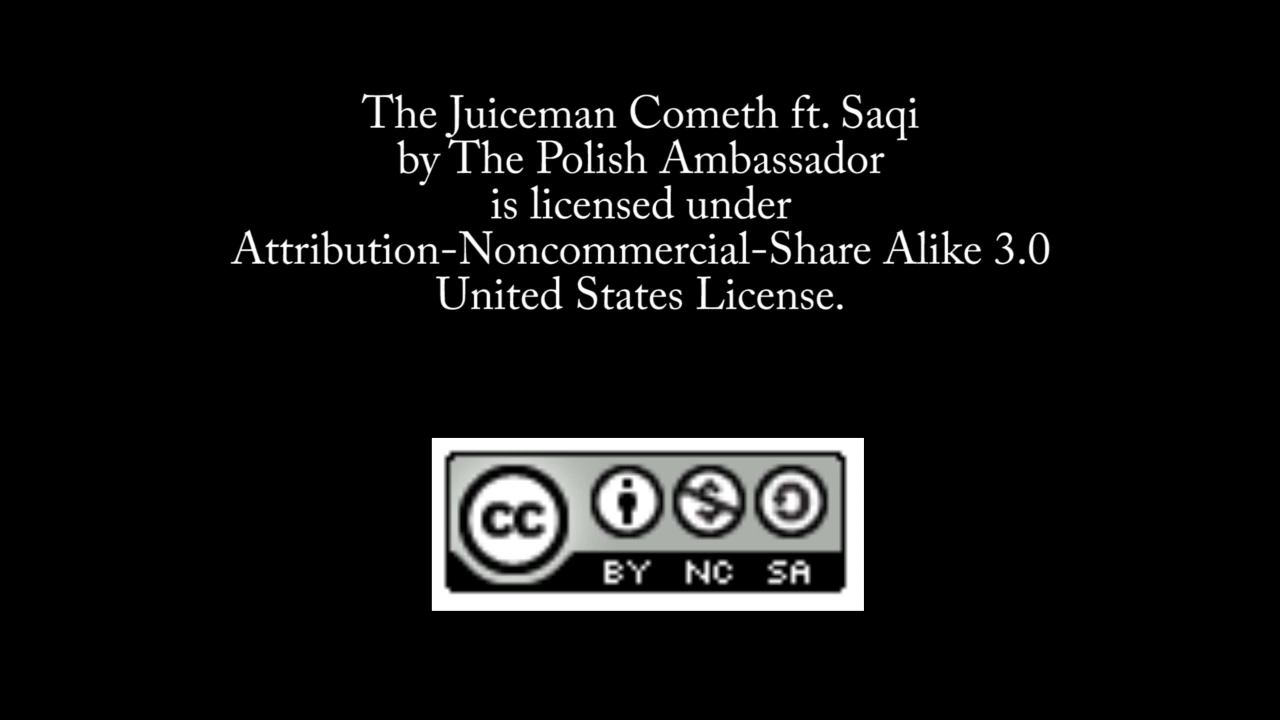 The Juiceman Cometh ft. Saqi
by The Polish Ambassador
is licensed under
Attribution-Noncommercial-Share Alike 3.0
United States License.
cc
BY NC SA